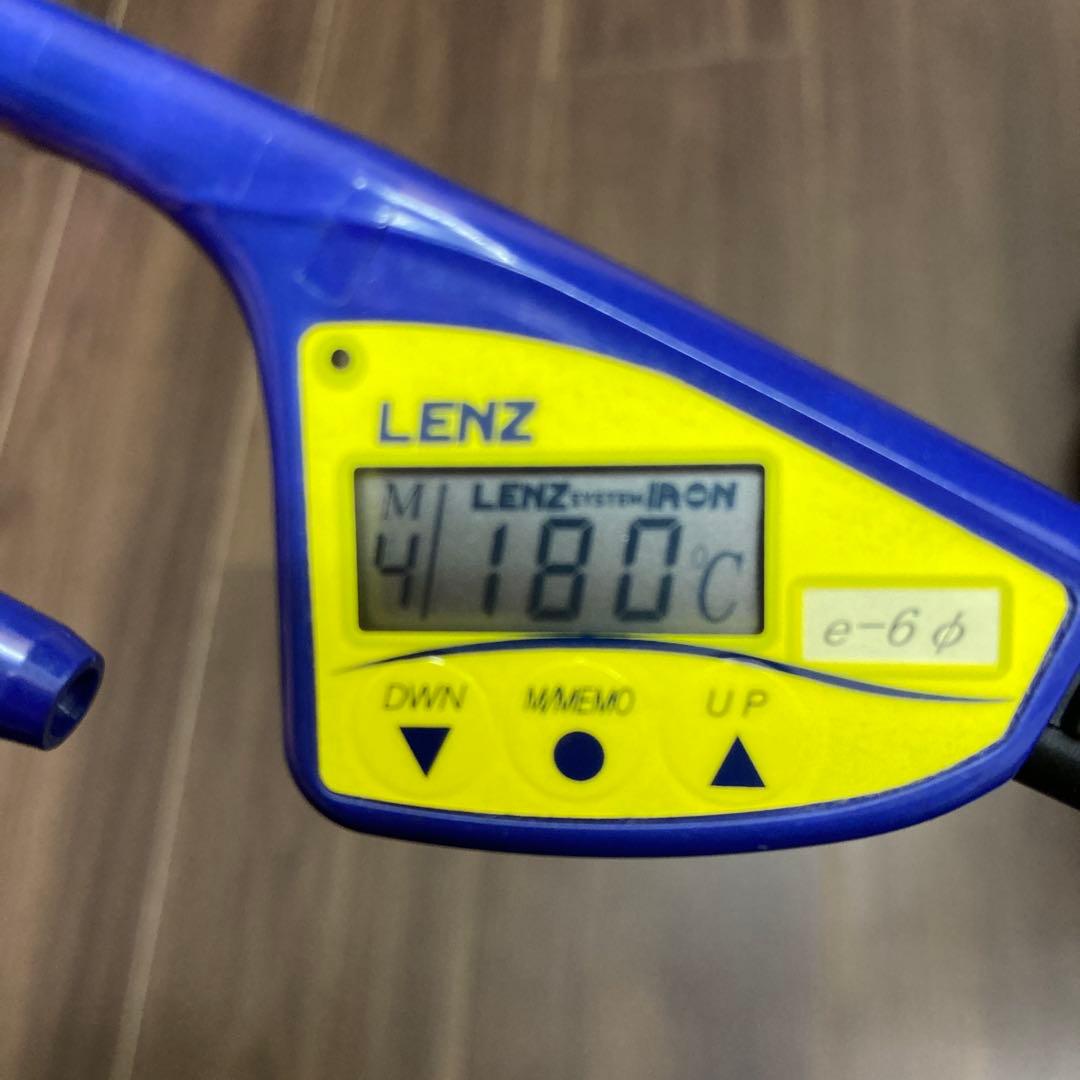 LENZ
M LENZ SYSTEM IRON
4 180 °C
e-6φ
DWN M/MEMO UP
▼ ● ▲